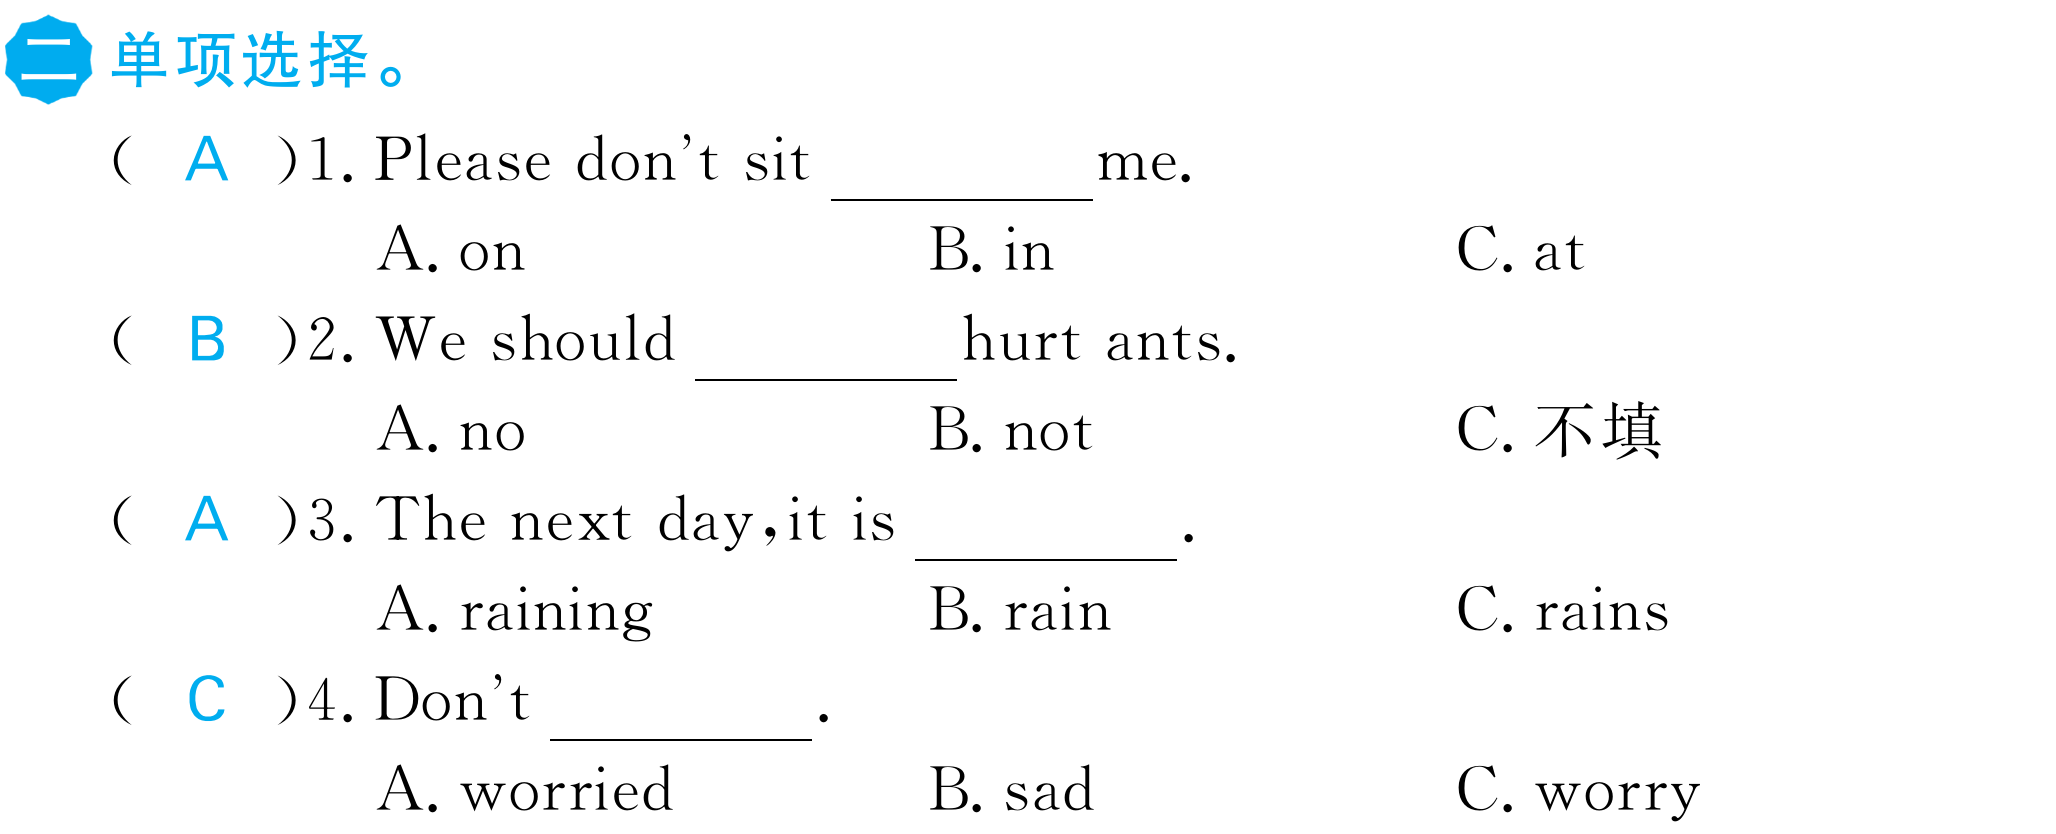 二 单项选择。
( A )1. Please don't sit ________ me.
A. on B. in C. at
( B )2. We should ________ hurt ants.
A. no B. not C. 不填
( A )3. The next day,it is ________.
A. raining B. rain C. rains
( C )4. Don't ________.
A. worried B. sad C. worry